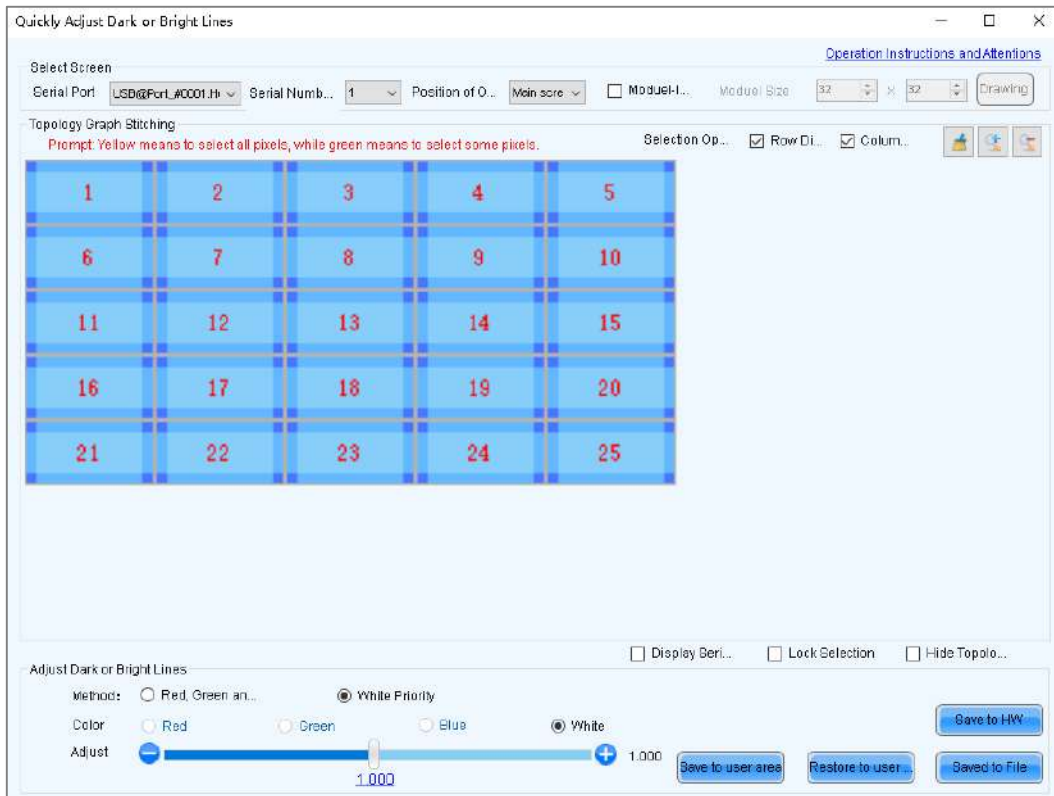 Quickly Adjust Dark or Bright Lines
Operation Instructions and Attentions
Select Screen
Serial Port USB@Port_#0001.Hu Serial Numb... 1 Position of O... Main scre Moduel-I... Moduel Size 32 X 32 Drawing
Topology Graph Stitching
Prompt: Yellow means to select all pixels, while green means to select some pixels. Selection Op... Row Di... Colum...
1 2 3 4 5
6 7 8 9 10
11 12 13 14 15
16 17 18 19 20
21 22 23 24 25
Display Seri... Lock Selection Hide Topolo...
Adjust Dark or Bright Lines
Method: Red, Green an... White Priority
Color Red Green Blue White Save to HW
Adjust 1.000 Save to user area Restore to user ... Saved to File
1.000